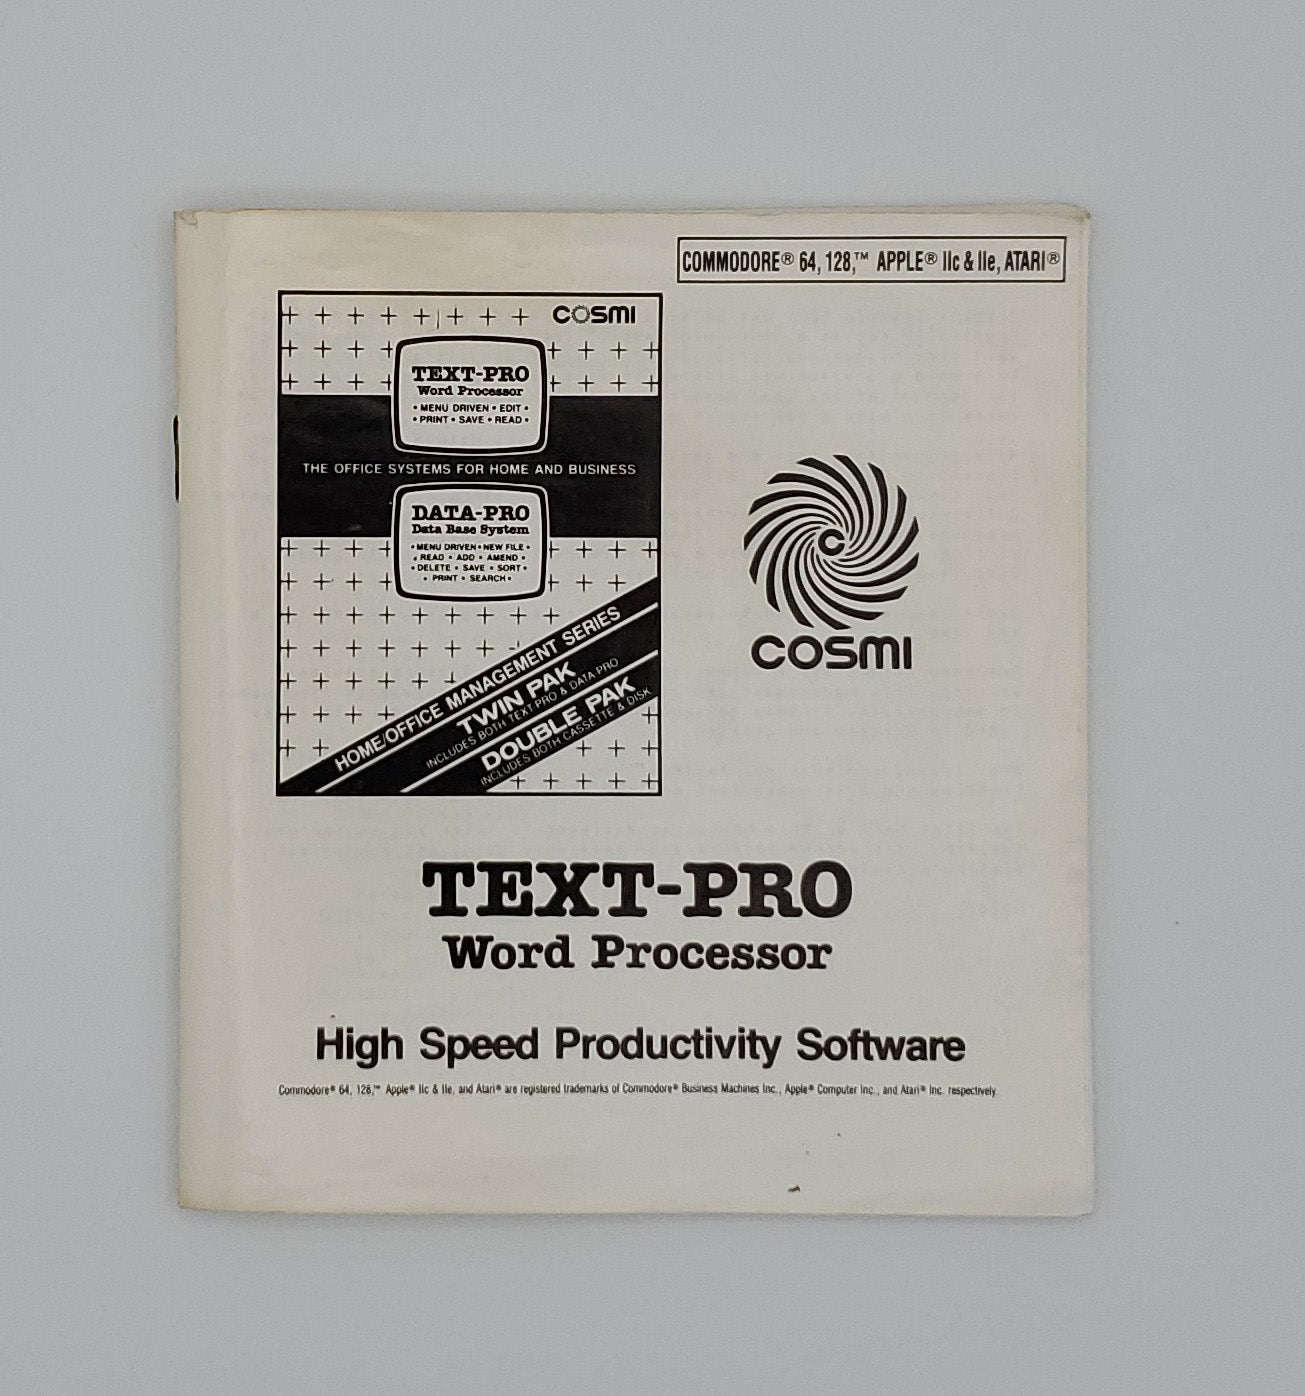 COMMODORE® 64, 128,™ APPLE® IIc & IIe, ATARI®
COSMI
TEXT-PRO
Word Processor
• MENU DRIVEN • EDIT •
• PRINT • SAVE • READ •
THE OFFICE SYSTEMS FOR HOME AND BUSINESS
DATA-PRO
Data Base System
• MENU DRIVEN • NEW FILE •
• READ • ADD • AMEND •
• DELETE • SAVE • SORT •
• PRINT • SEARCH •
HOME/OFFICE MANAGEMENT SERIES
TWIN PAK
INCLUDES BOTH TEXT-PRO & DATA-PRO
DOUBLE PAK
INCLUDES BOTH CASSETTE & DISK
C
COSMI
TEXT-PRO
Word Processor
High Speed Productivity Software
Commodore® 64, 128,™ Apple® IIc & IIe, and Atari® are registered trademarks of Commodore® Business Machines Inc., Apple® Computer Inc., and Atari® Inc. respectively.